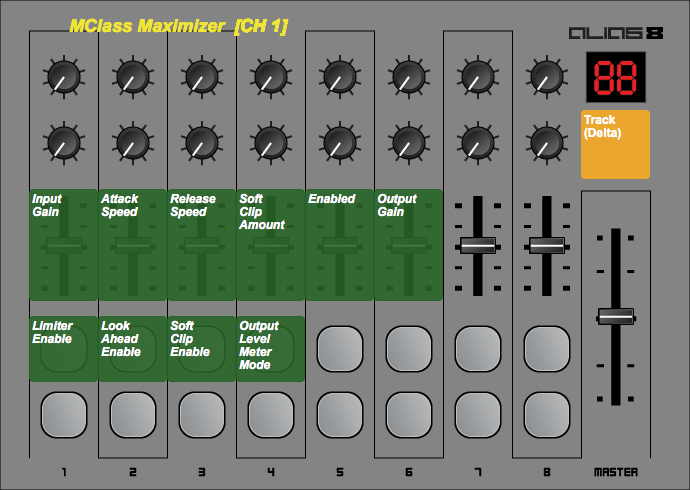 MClass Maximizer [CH 1]
ALIAS 8
88
Track
(Delta)
Input
Gain
Attack
Speed
Release
Speed
Soft
Clip
Amount
Enabled
Output
Gain
Limiter
Enable
Look
Ahead
Enable
Soft
Clip
Enable
Output
Level
Meter
Mode
1 2 3 4 5 6 7 8 MASTER